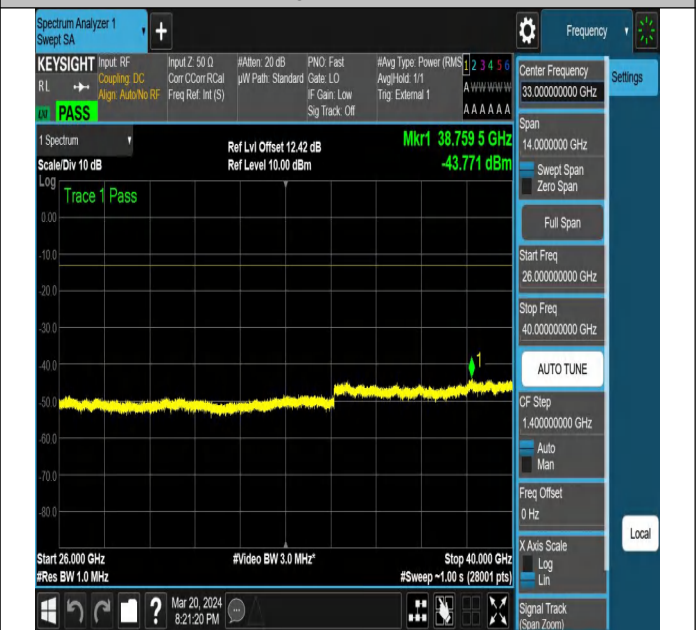 Spectrum Analyzer 1
Swept SA
+
Frequency
KEYSIGHT
RL
PASS
Input: RF
Coupling: DC
Align: Auto/No RF
Input Z: 50 Ω
Corr CCorr RCal
Freq Ref: Int (S)
#Atten: 20 dB
µW Path: Standard
PNO: Fast
Gate: LO
IF Gain: Low
Sig Track: Off
#Avg Type: Power (RMS
Avg|Hold: 1/1
Trig: External 1
1 2 3 4 5 6
A W W W W W
A A A A A A
Center Frequency
33.000000000 GHz
Settings
Span
14.0000000 GHz
Swept Span
Zero Span
Full Span
Start Freq
26.000000000 GHz
Stop Freq
40.000000000 GHz
AUTO TUNE
CF Step
1.400000000 GHz
Auto
Man
Freq Offset
0 Hz
X Axis Scale
Log
Lin
Local
Signal Track
(Span Zoom)
1 Spectrum
Scale/Div 10 dB
Log
Ref Lvl Offset 12.42 dB
Ref Level 10.00 dBm
Mkr1 38.759 5 GHz
-43.771 dBm
Trace 1 Pass
0.00
-10.0
-20.0
-30.0
-40.0
-50.0
-60.0
-70.0
-80.0
1
Start 26.000 GHz
#Res BW 1.0 MHz
#Video BW 3.0 MHz*
Stop 40.000 GHz
#Sweep ~1.00 s (28001 pts)
?
Mar 20, 2024
8:21:20 PM